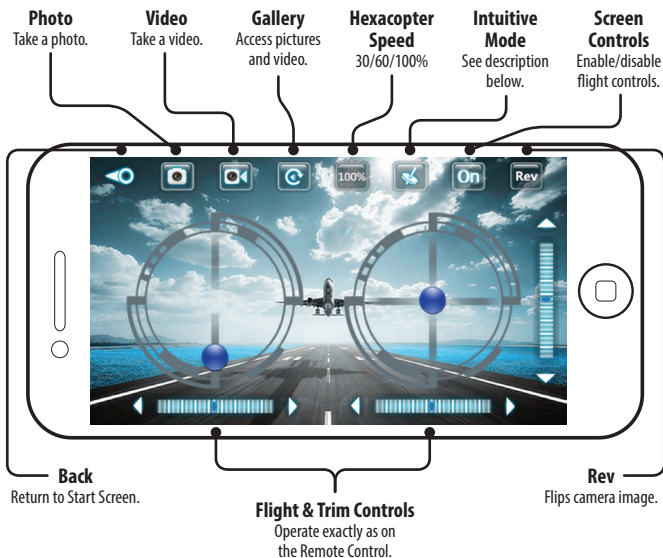 Photo
Take a photo.
Video
Take a video.
Gallery
Access pictures
and video.
Hexacopter
Speed
30/60/100%
Intuitive
Mode
See description
below.
Screen
Controls
Enable/disable
flight controls.
100%
On
Rev
Back
Return to Start Screen.
Flight & Trim Controls
Operate exactly as on
the Remote Control.
Rev
Flips camera image.